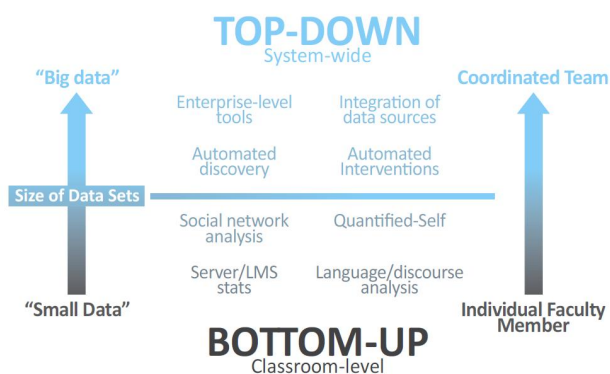 TOP-DOWN
System-wide
“Big data”
Coordinated Team
Enterprise-level
tools
Integration of
data sources
Automated
discovery
Automated
Interventions
Size of Data Sets
Social network
analysis
Quantified-Self
Server/LMS
stats
Language/discourse
analysis
“Small Data”
Individual Faculty
Member
BOTTOM-UP
Classroom-level